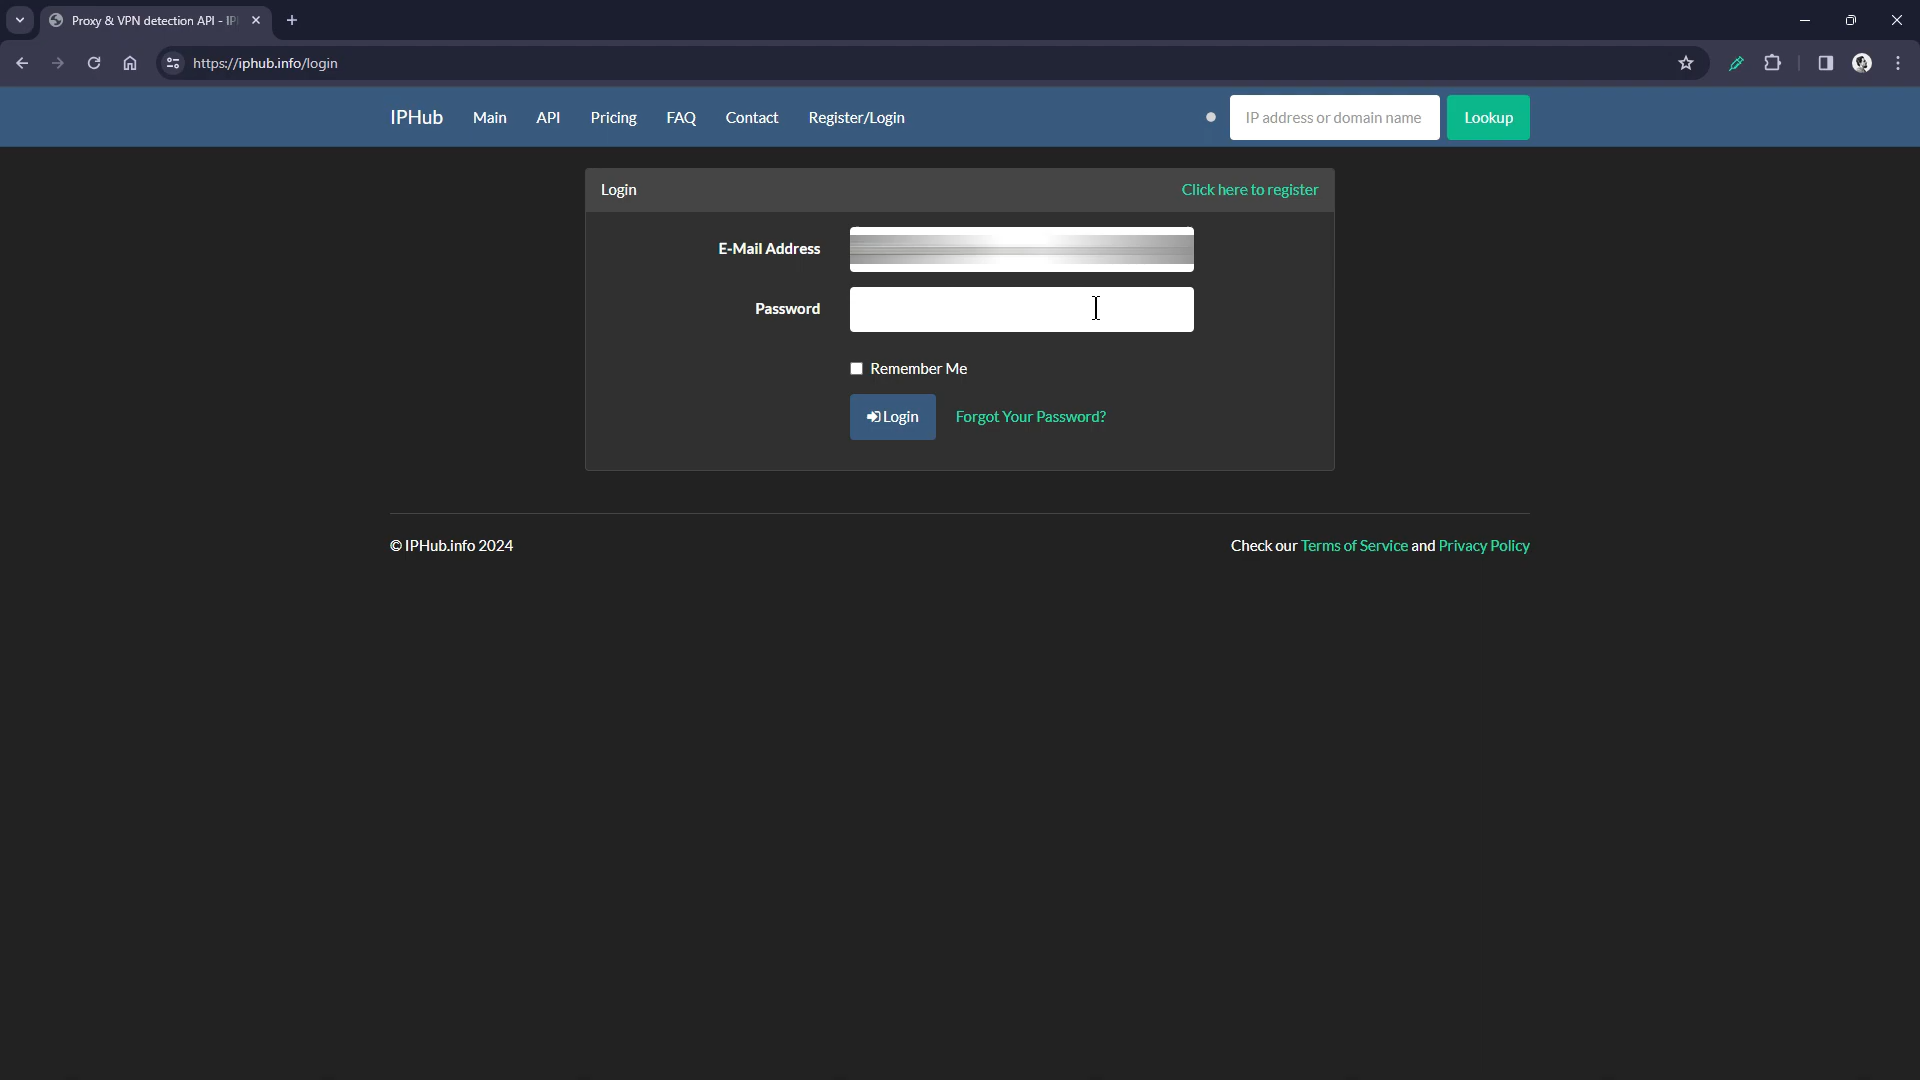 Proxy & VPN detection API - IP
https://iphub.info/login
IPHub Main API Pricing FAQ Contact Register/Login IP address or domain name Lookup
Login Click here to register
E-Mail Address
Password
Remember Me
Login Forgot Your Password?
© IPHub.info 2024 Check our Terms of Service and Privacy Policy